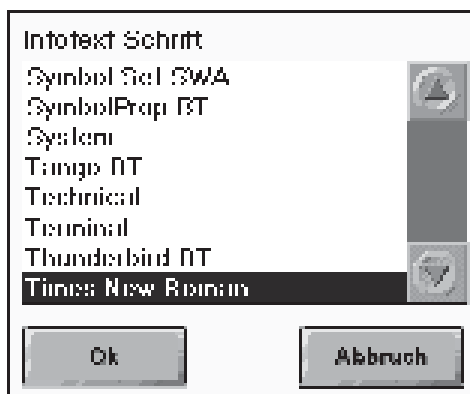 Infotext Schrift
Symbol Set SWA
SymbolProp BT
System
Tango BT
Technical
Terminal
Thunderbird BT
Times New Roman
Ok
Abbruch